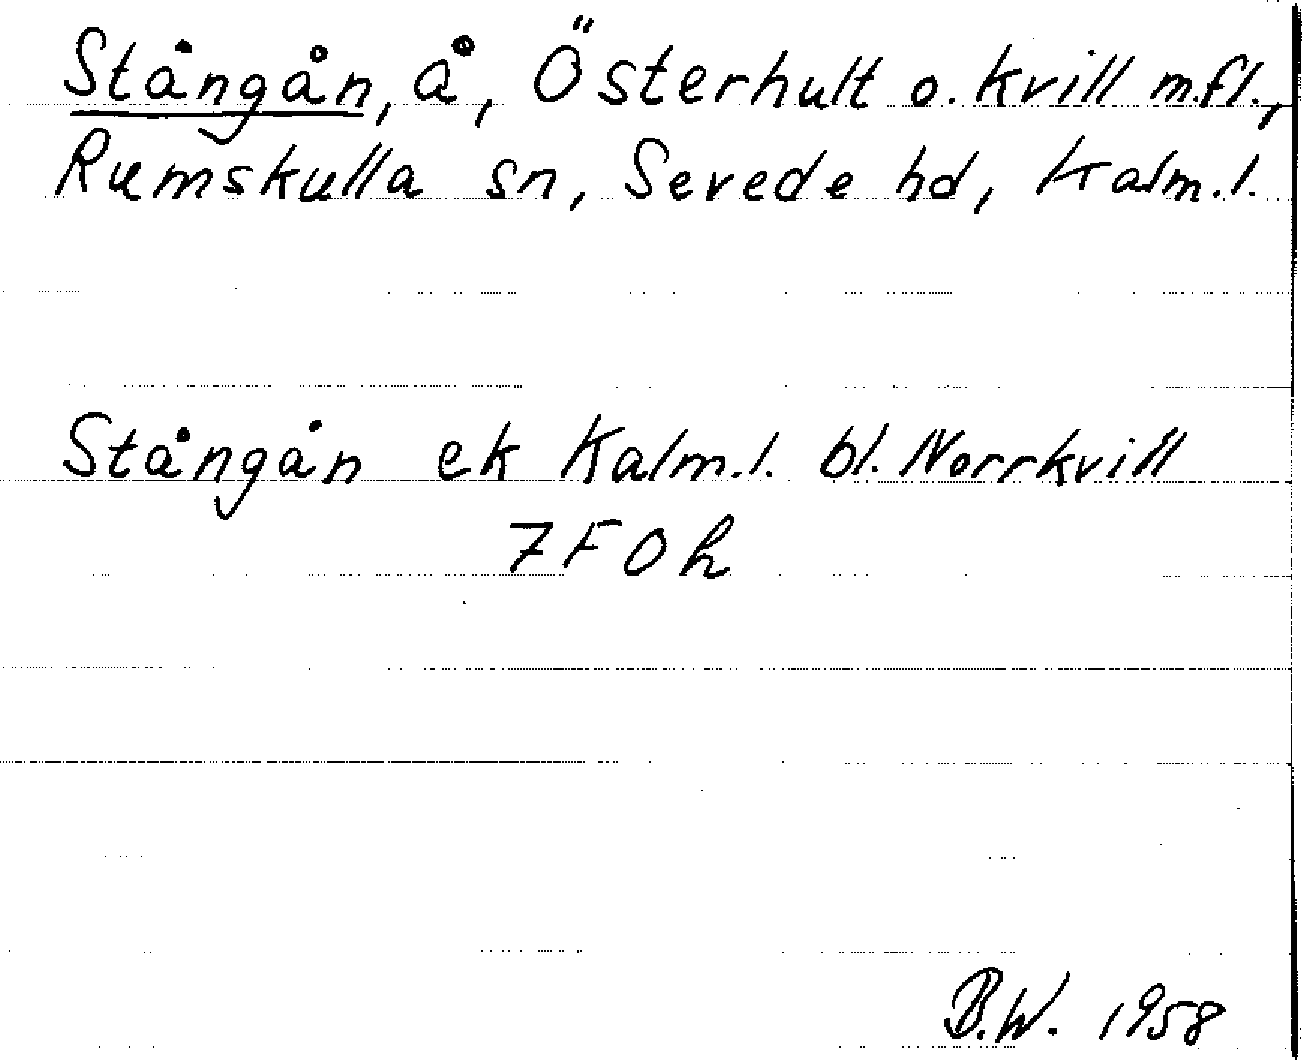 Stångån, å, Österhult o. Kvill m.fl.,
Rumskulla sn, Sevede hd, Kalm.l.
Stångån ek Kalm.l. bl. Norrkvill
7F0h
B.W. 1958